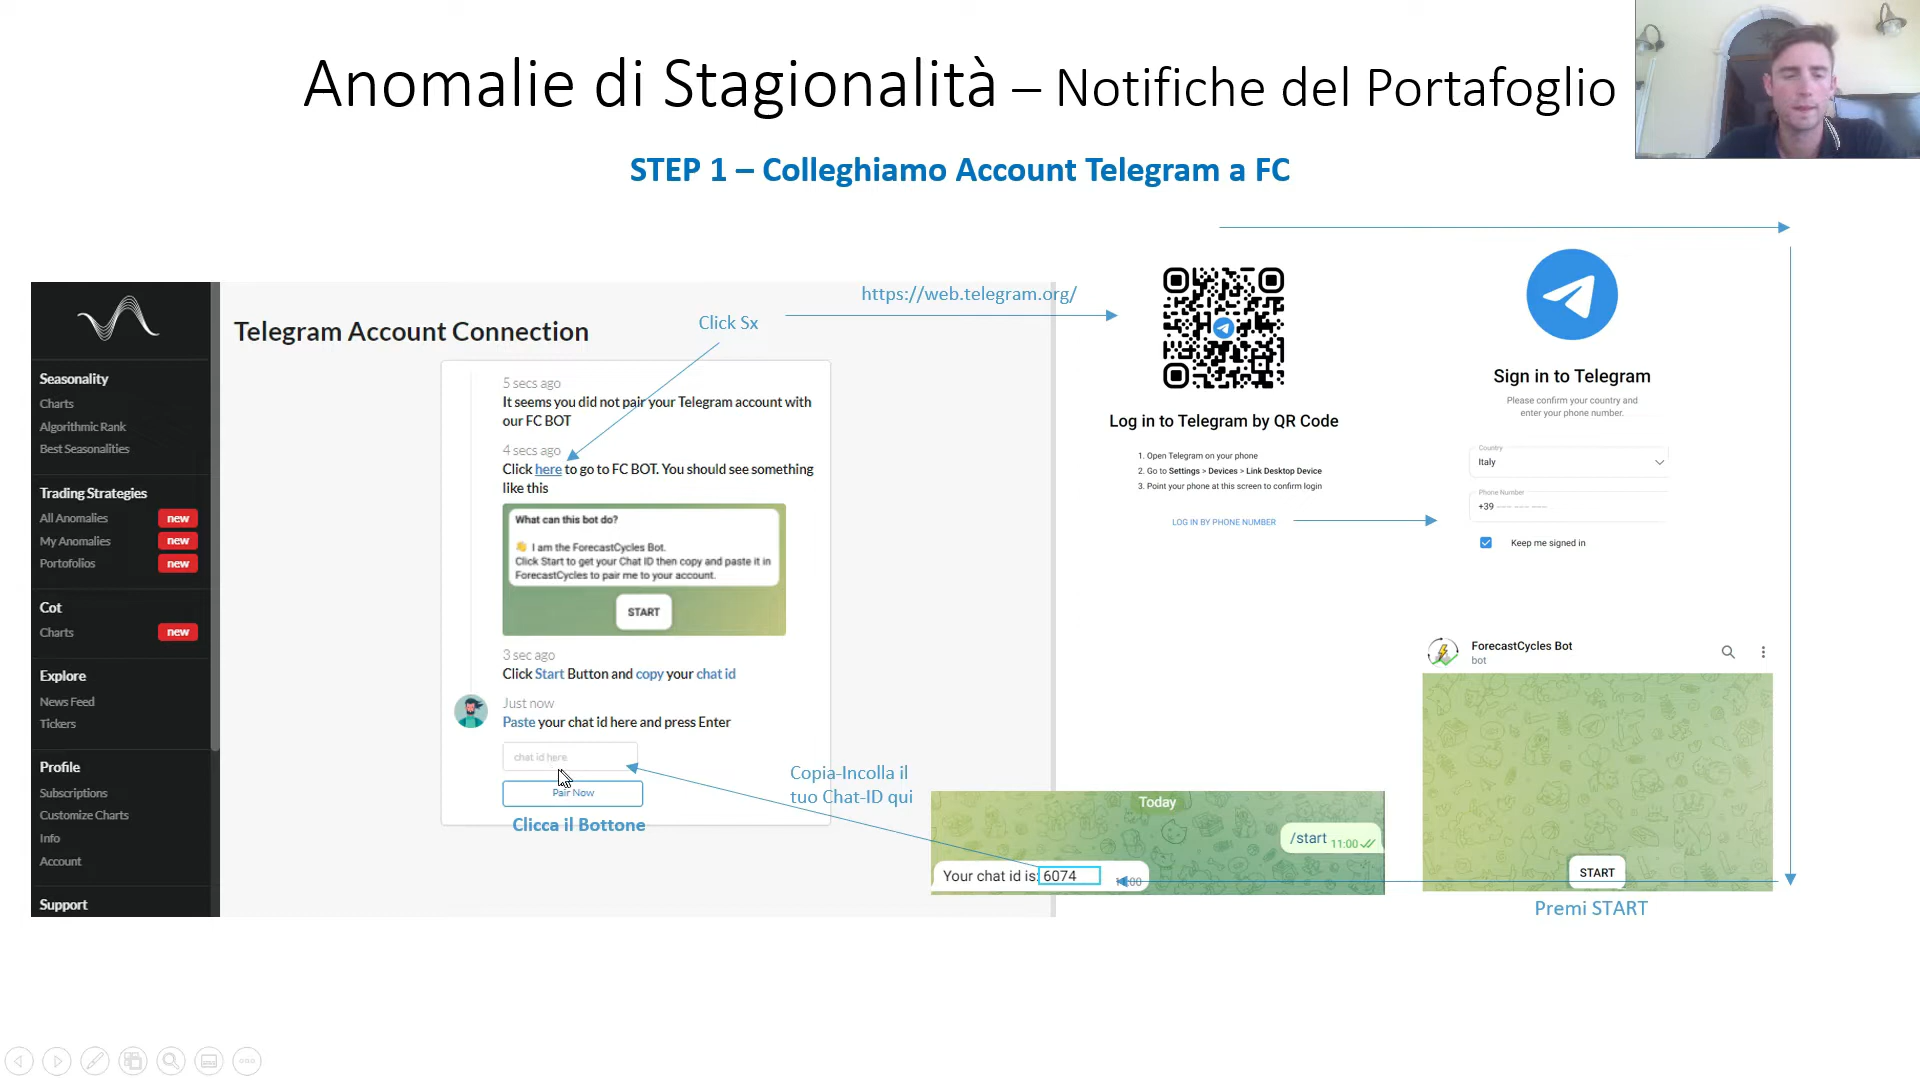 Anomalie di Stagionalità – Notifiche del Portafoglio
STEP 1 – Colleghiamo Account Telegram a FC
Seasonality
Charts
Algorithmic Rank
Best Seasonalities
Trading Strategies
All Anomalies new
My Anomalies new
Portofolios new
Cot
Charts new
Explore
News Feed
Tickers
Profile
Subscriptions
Customize Charts
Info
Account
Support
Telegram Account Connection
5 secs ago
It seems you did not pair your Telegram account with
our FC BOT
4 secs ago
Click here to go to FC BOT. You should see something
like this
What can this bot do?
👋 I am the ForecastCycles Bot.
Click Start to get your Chat ID then copy and paste it in
ForecastCycles to pair me to your account.
START
3 sec ago
Click Start Button and copy your chat id
Just now
Paste your chat id here and press Enter
chat id here
Pair Now
Clicca il Bottone
Click Sx
https://web.telegram.org/
Copia-Incolla il
tuo Chat-ID qui
Log in to Telegram by QR Code
1. Open Telegram on your phone
2. Go to Settings > Devices > Link Desktop Device
3. Point your phone at this screen to confirm login
LOG IN BY PHONE NUMBER
Sign in to Telegram
Please confirm your country and
enter your phone number.
Country
Italy
Phone Number
+39 ––– ––– ––––
Keep me signed in
ForecastCycles Bot
bot
START
Premi START
Today
/start 11:00
Your chat id is: 6074 11:00